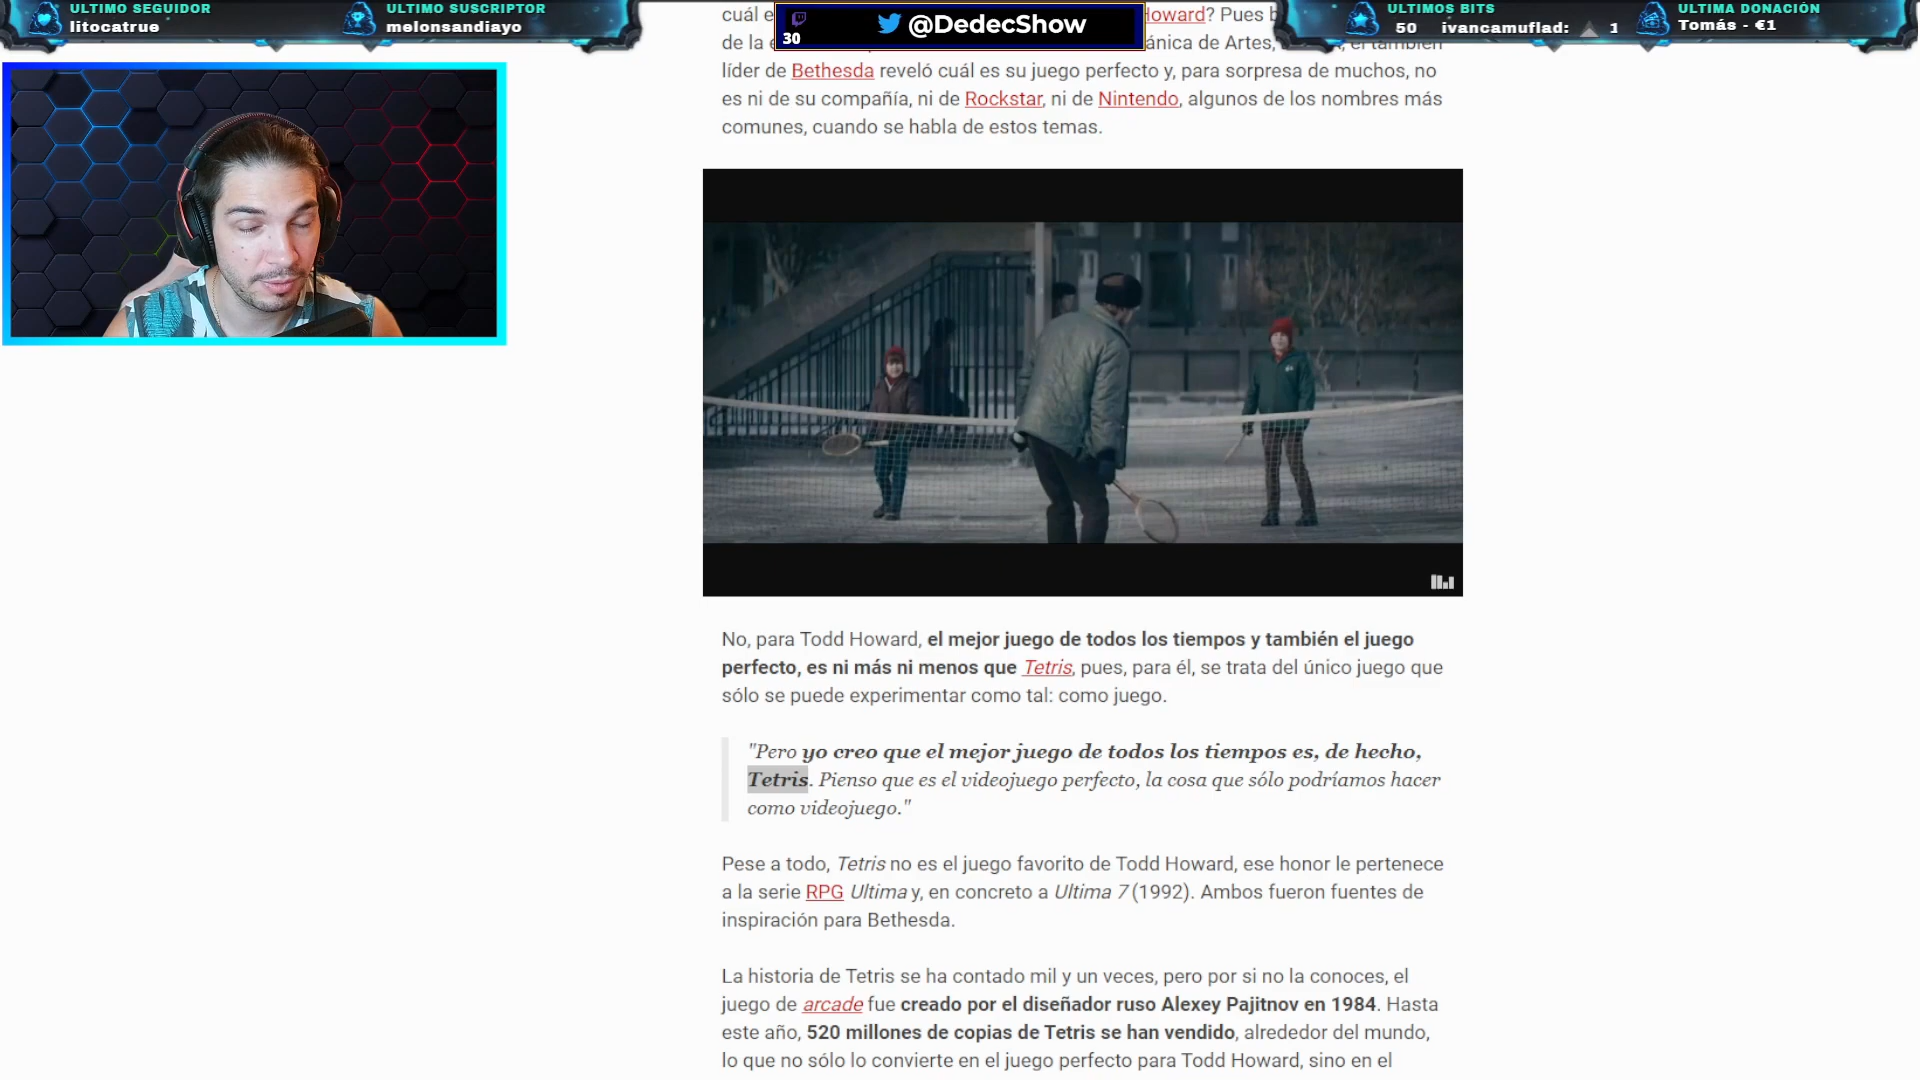 ULTIMO SEGUIDOR
litocatrue
ULTIMO SUSCRIPTOR
melonsandiayo
30
@DedecShow
ULTIMOS BITS
50 ivancamuflad: 1
ULTIMA DONACIÓN
Tomás - €1
cuál e Howard? Pues
de la ánica de Artes, él también
líder de Bethesda reveló cuál es su juego perfecto y, para sorpresa de muchos, no
es ni de su compañía, ni de Rockstar, ni de Nintendo, algunos de los nombres más
comunes, cuando se habla de estos temas.
No, para Todd Howard, el mejor juego de todos los tiempos y también el juego
perfecto, es ni más ni menos que Tetris, pues, para él, se trata del único juego que
sólo se puede experimentar como tal: como juego.
"Pero yo creo que el mejor juego de todos los tiempos es, de hecho,
Tetris. Pienso que es el videojuego perfecto, la cosa que sólo podríamos hacer
como videojuego."
Pese a todo, Tetris no es el juego favorito de Todd Howard, ese honor le pertenece
a la serie RPG Ultima y, en concreto a Ultima 7 (1992). Ambos fueron fuentes de
inspiración para Bethesda.
La historia de Tetris se ha contado mil y un veces, pero por si no la conoces, el
juego de arcade fue creado por el diseñador ruso Alexey Pajitnov en 1984. Hasta
este año, 520 millones de copias de Tetris se han vendido, alrededor del mundo,
lo que no sólo lo convierte en el juego perfecto para Todd Howard, sino en el